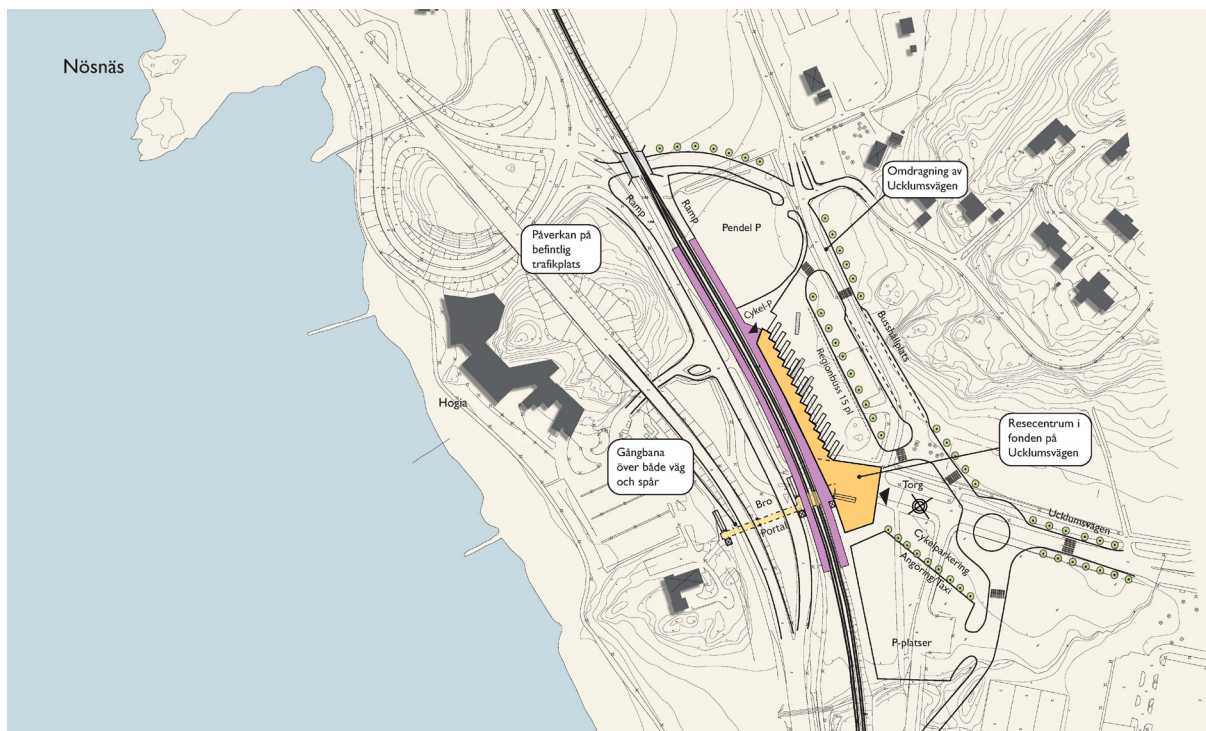 Nösnäs
Omdragning av
Ucklumsvägen
Ramp
Ramp
Pendel P
Påverkan på
befintlig
trafikplats
Cykel-P
Busshållplats
Regionbuss 15 pl
Hogia
Resecentrum i
fonden på
Ucklumsvägen
Gångbana
över både väg
och spår
Bro
Portal
Torg
Ucklumsvägen
Cykelparkering
Angöring/Taxi
P-platser